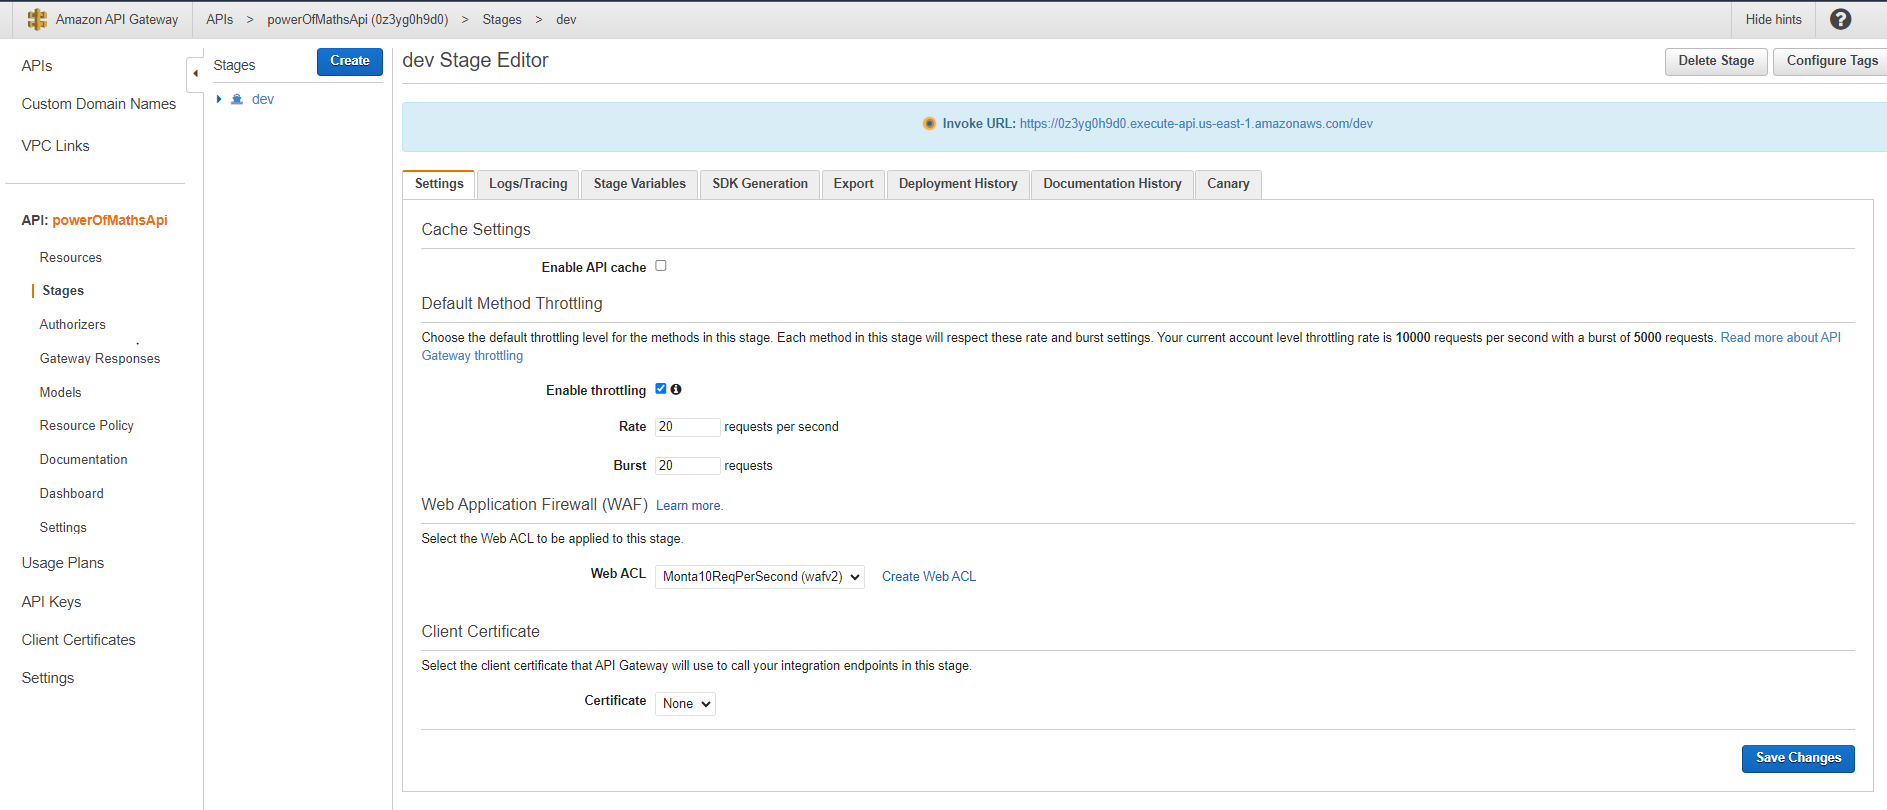 Amazon API Gateway
APIs > powerOfMathsApi (0z3yg0h9d0) > Stages > dev
Hide hints
?
APIs
Custom Domain Names
VPC Links
API: powerOfMathsApi
Resources
Stages
Authorizers
Gateway Responses
Models
Resource Policy
Documentation
Dashboard
Settings
Usage Plans
API Keys
Client Certificates
Settings
Stages
Create
dev
dev Stage Editor
Delete Stage
Configure Tags
Invoke URL: https://0z3yg0h9d0.execute-api.us-east-1.amazonaws.com/dev
Settings
Logs/Tracing
Stage Variables
SDK Generation
Export
Deployment History
Documentation History
Canary
Cache Settings
Enable API cache
Default Method Throttling
Choose the default throttling level for the methods in this stage. Each method in this stage will respect these rate and burst settings. Your current account level throttling rate is 10000 requests per second with a burst of 5000 requests. Read more about API
Gateway throttling
Enable throttling
Rate 20 requests per second
Burst 20 requests
Web Application Firewall (WAF) Learn more.
Select the Web ACL to be applied to this stage.
Web ACL Monta10ReqPerSecond (wafv2) Create Web ACL
Client Certificate
Select the client certificate that API Gateway will use to call your integration endpoints in this stage.
Certificate None
Save Changes